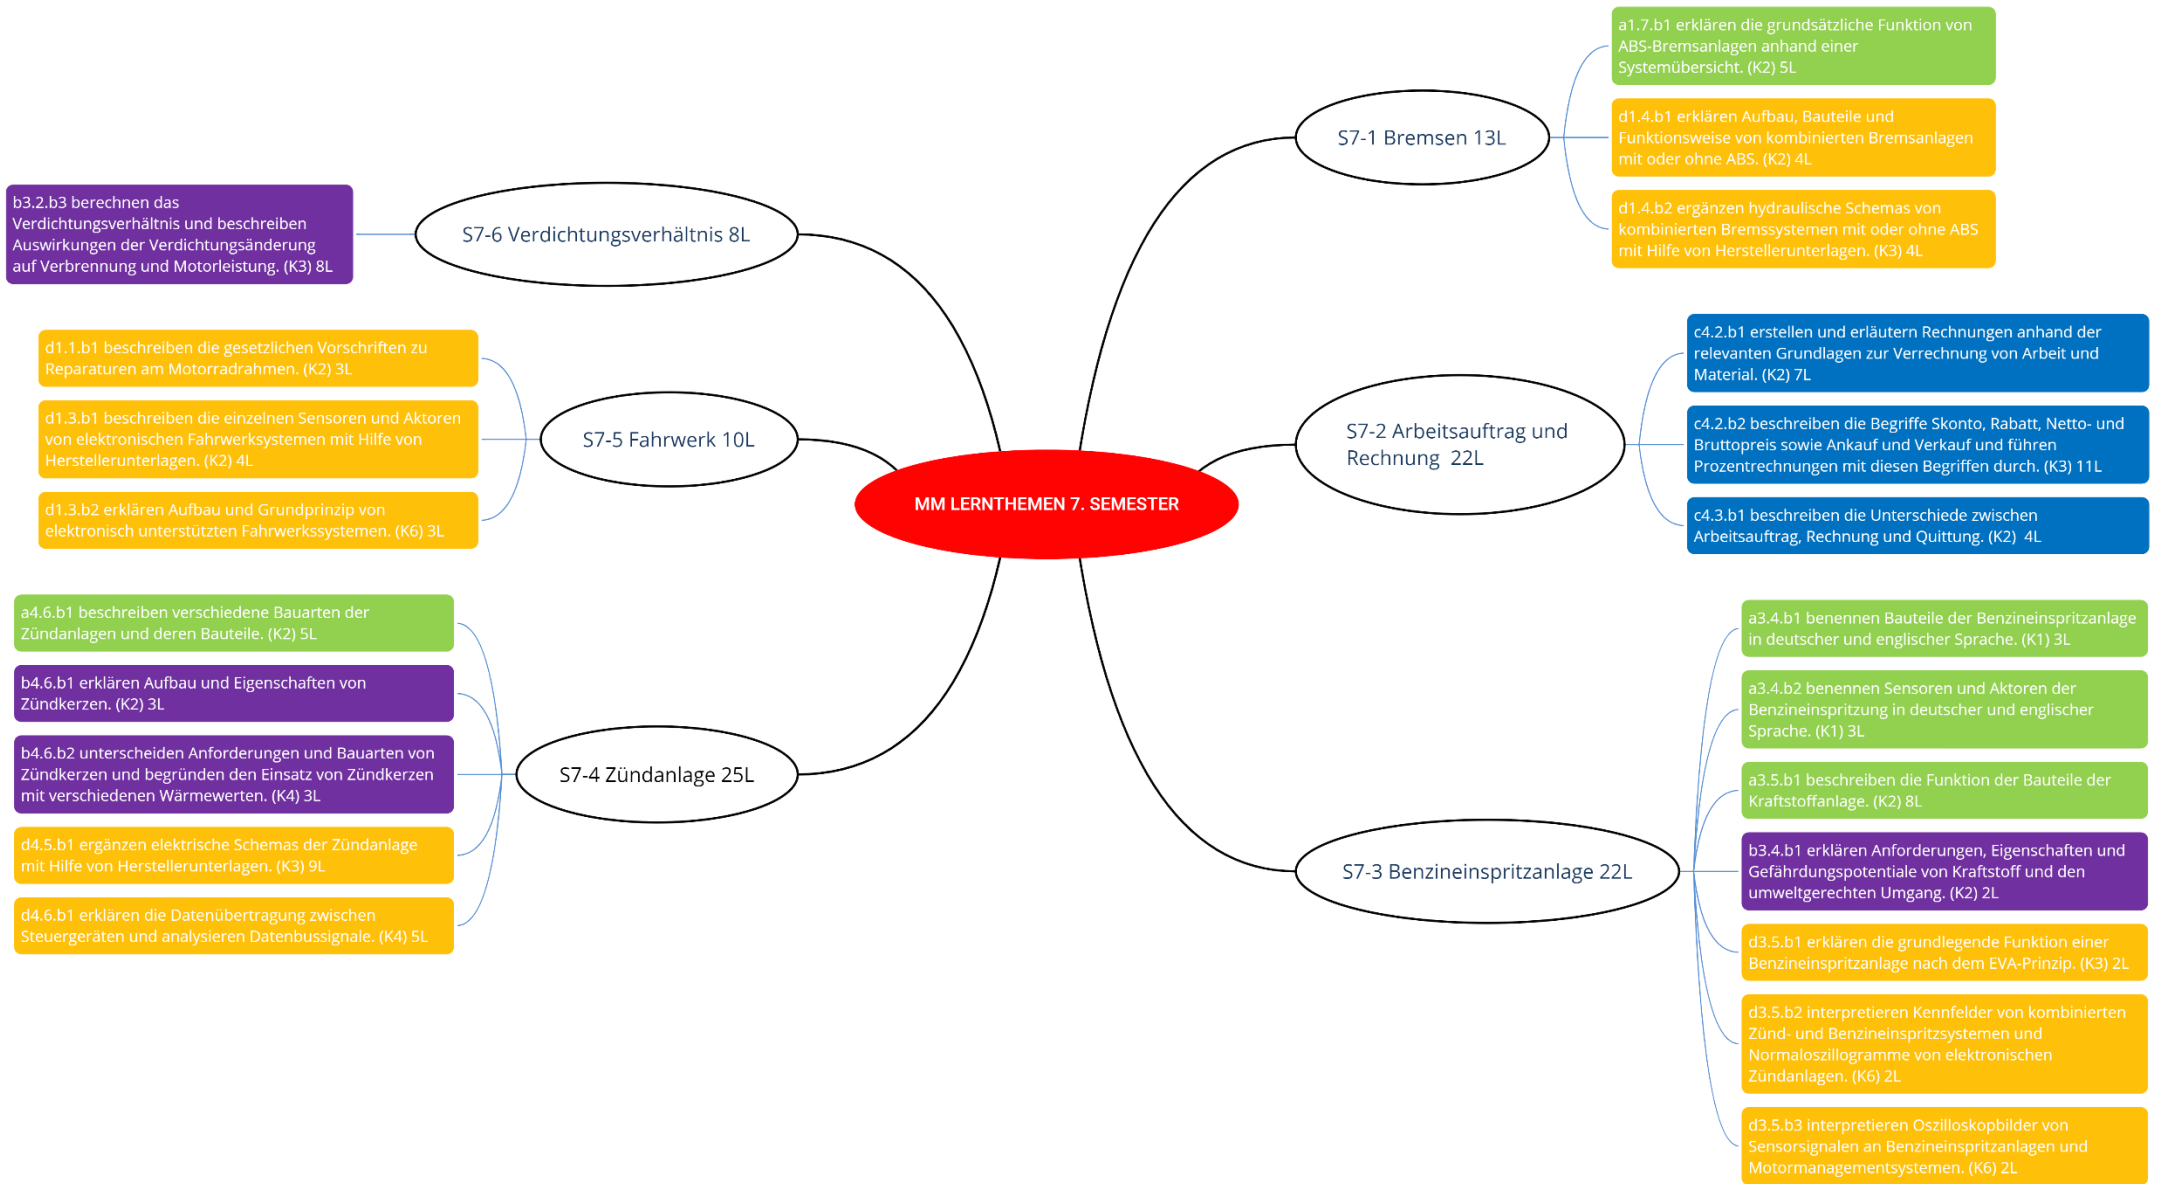 MM LERNTHEMEN 7. SEMESTER
S7-1 Bremsen 13L
a1.7.b1 erklären die grundsätzliche Funktion von
ABS-Bremsanlagen anhand einer
Systemübersicht. (K2) 5L
d1.4.b1 erklären Aufbau, Bauteile und
Funktionsweise von kombinierten Bremsanlagen
mit oder ohne ABS. (K2) 4L
d1.4.b2 ergänzen hydraulische Schemas von
kombinierten Bremssystemen mit oder ohne ABS
mit Hilfe von Herstellerunterlagen. (K3) 4L
S7-2 Arbeitsauftrag und
Rechnung  22L
c4.2.b1 erstellen und erläutern Rechnungen anhand der
relevanten Grundlagen zur Verrechnung von Arbeit und
Material. (K2) 7L
c4.2.b2 beschreiben die Begriffe Skonto, Rabatt, Netto- und
Bruttopreis sowie Ankauf und Verkauf und führen
Prozentrechnungen mit diesen Begriffen durch. (K3) 11L
c4.3.b1 beschreiben die Unterschiede zwischen
Arbeitsauftrag, Rechnung und Quittung. (K2)  4L
S7-3 Benzineinspritzanlage 22L
a3.4.b1 benennen Bauteile der Benzineinspritzanlage
in deutscher und englischer Sprache. (K1) 3L
a3.4.b2 benennen Sensoren und Aktoren der
Benzineinspritzung in deutscher und englischer
Sprache. (K1) 3L
a3.5.b1 beschreiben die Funktion der Bauteile der
Kraftstoffanlage. (K2) 8L
b3.4.b1 erklären Anforderungen, Eigenschaften und
Gefährdungspotentiale von Kraftstoff und den
umweltgerechten Umgang. (K2) 2L
d3.5.b1 erklären die grundlegende Funktion einer
Benzineinspritzanlage nach dem EVA-Prinzip. (K3) 2L
d3.5.b2 interpretieren Kennfelder von kombinierten
Zünd- und Benzineinspritzsystemen und
Normaloszillogramme von elektronischen
Zündanlagen. (K6) 2L
d3.5.b3 interpretieren Oszilloskopbilder von
Sensorsignalen an Benzineinspritzanlagen und
Motormanagementsystemen. (K6) 2L
S7-4 Zündanlage 25L
a4.6.b1 beschreiben verschiedene Bauarten der
Zündanlagen und deren Bauteile. (K2) 5L
b4.6.b1 erklären Aufbau und Eigenschaften von
Zündkerzen. (K2) 3L
b4.6.b2 unterscheiden Anforderungen und Bauarten von
Zündkerzen und begründen den Einsatz von Zündkerzen
mit verschiedenen Wärmewerten. (K4) 3L
d4.5.b1 ergänzen elektrische Schemas der Zündanlage
mit Hilfe von Herstellerunterlagen. (K3) 9L
d4.6.b1 erklären die Datenübertragung zwischen
Steuergeräten und analysieren Datenbussignale. (K4) 5L
S7-5 Fahrwerk 10L
d1.1.b1 beschreiben die gesetzlichen Vorschriften zu
Reparaturen am Motorradrahmen. (K2) 3L
d1.3.b1 beschreiben die einzelnen Sensoren und Aktoren
von elektronischen Fahrwerksystemen mit Hilfe von
Herstellerunterlagen. (K2) 4L
d1.3.b2 erklären Aufbau und Grundprinzip von
elektronisch unterstützten Fahrwerkssystemen. (K6) 3L
S7-6 Verdichtungsverhältnis 8L
b3.2.b3 berechnen das
Verdichtungsverhältnis und beschreiben
Auswirkungen der Verdichtungsänderung
auf Verbrennung und Motorleistung. (K3) 8L